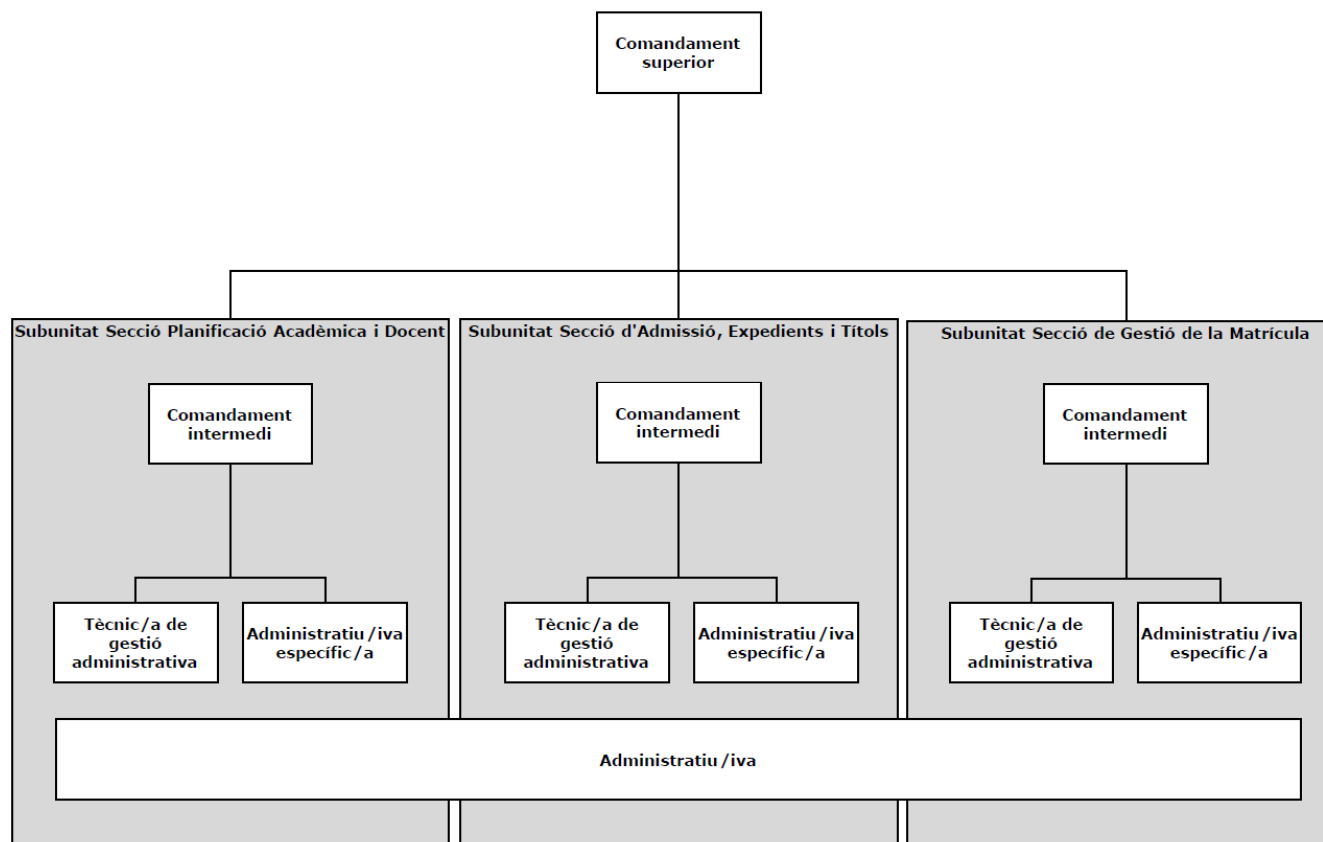 Comandament
superior
Subunitat Secció Planificació Acadèmica i Docent
Comandament
intermedi
Tècnic/a de
gestió
administrativa
Administratiu/iva
específic/a
Subunitat Secció d'Admissió, Expedients i Títols
Comandament
intermedi
Tècnic/a de
gestió
administrativa
Administratiu/iva
específic/a
Subunitat Secció de Gestió de la Matrícula
Comandament
intermedi
Tècnic/a de
gestió
administrativa
Administratiu/iva
específic/a
Administratiu/iva